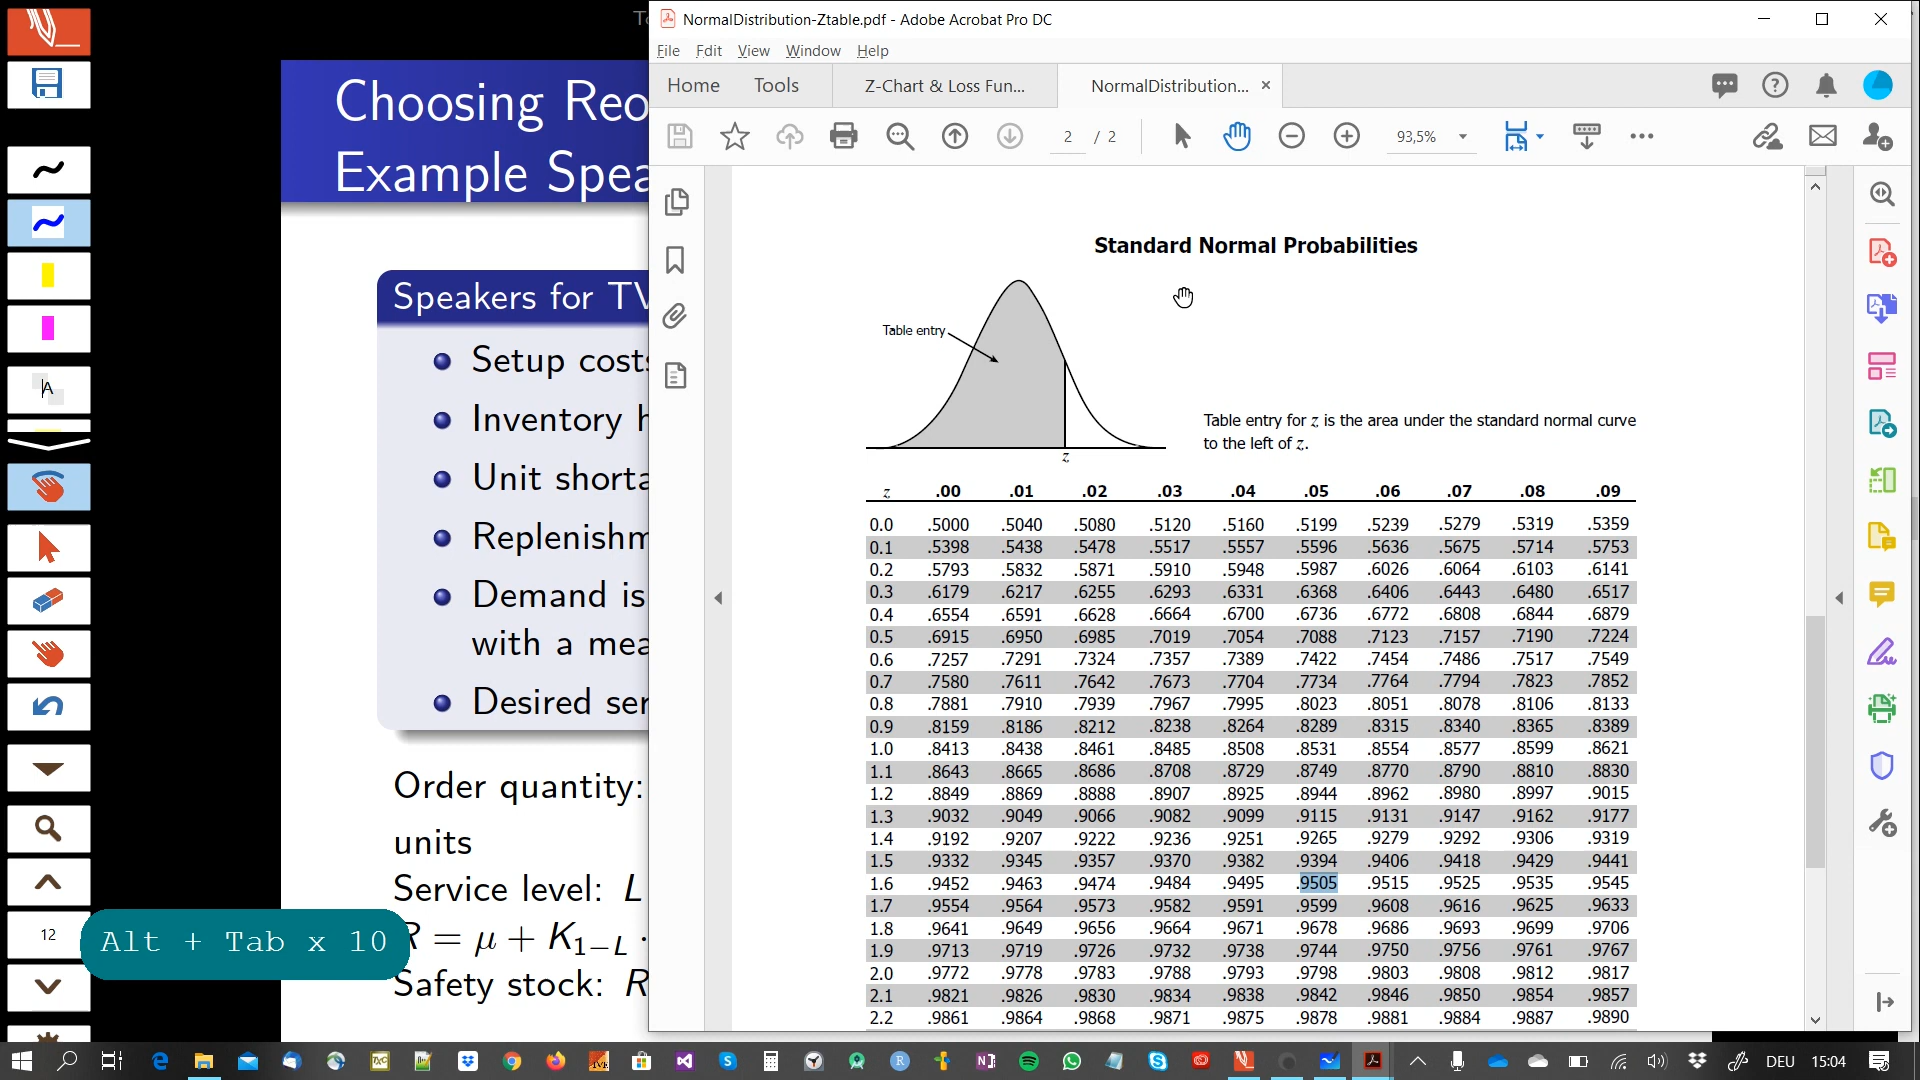 NormalDistribution-Ztable.pdf - Adobe Acrobat Pro DC
File Edit View Window Help
Home Tools Z-Chart & Loss Fun... NormalDistribution... ×
2 / 2 93,5%
Choosing Reo
Example Spea
Speakers for TV
Setup costs
Inventory h
Unit shorta
Replenishm
Demand is
with a mea
Desired ser
Order quantity:
units
Service level: L
R = μ + K1−L ·
Safety stock: R
A
12
Alt + Tab x 10
Standard Normal Probabilities
Table entry
z
Table entry for z is the area under the standard normal curve
to the left of z.
z .00 .01 .02 .03 .04 .05 .06 .07 .08 .09
0.0 .5000 .5040 .5080 .5120 .5160 .5199 .5239 .5279 .5319 .5359
0.1 .5398 .5438 .5478 .5517 .5557 .5596 .5636 .5675 .5714 .5753
0.2 .5793 .5832 .5871 .5910 .5948 .5987 .6026 .6064 .6103 .6141
0.3 .6179 .6217 .6255 .6293 .6331 .6368 .6406 .6443 .6480 .6517
0.4 .6554 .6591 .6628 .6664 .6700 .6736 .6772 .6808 .6844 .6879
0.5 .6915 .6950 .6985 .7019 .7054 .7088 .7123 .7157 .7190 .7224
0.6 .7257 .7291 .7324 .7357 .7389 .7422 .7454 .7486 .7517 .7549
0.7 .7580 .7611 .7642 .7673 .7704 .7734 .7764 .7794 .7823 .7852
0.8 .7881 .7910 .7939 .7967 .7995 .8023 .8051 .8078 .8106 .8133
0.9 .8159 .8186 .8212 .8238 .8264 .8289 .8315 .8340 .8365 .8389
1.0 .8413 .8438 .8461 .8485 .8508 .8531 .8554 .8577 .8599 .8621
1.1 .8643 .8665 .8686 .8708 .8729 .8749 .8770 .8790 .8810 .8830
1.2 .8849 .8869 .8888 .8907 .8925 .8944 .8962 .8980 .8997 .9015
1.3 .9032 .9049 .9066 .9082 .9099 .9115 .9131 .9147 .9162 .9177
1.4 .9192 .9207 .9222 .9236 .9251 .9265 .9279 .9292 .9306 .9319
1.5 .9332 .9345 .9357 .9370 .9382 .9394 .9406 .9418 .9429 .9441
1.6 .9452 .9463 .9474 .9484 .9495 .9505 .9515 .9525 .9535 .9545
1.7 .9554 .9564 .9573 .9582 .9591 .9599 .9608 .9616 .9625 .9633
1.8 .9641 .9649 .9656 .9664 .9671 .9678 .9686 .9693 .9699 .9706
1.9 .9713 .9719 .9726 .9732 .9738 .9744 .9750 .9756 .9761 .9767
2.0 .9772 .9778 .9783 .9788 .9793 .9798 .9803 .9808 .9812 .9817
2.1 .9821 .9826 .9830 .9834 .9838 .9842 .9846 .9850 .9854 .9857
2.2 .9861 .9864 .9868 .9871 .9875 .9878 .9881 .9884 .9887 .9890
DEU 15:04